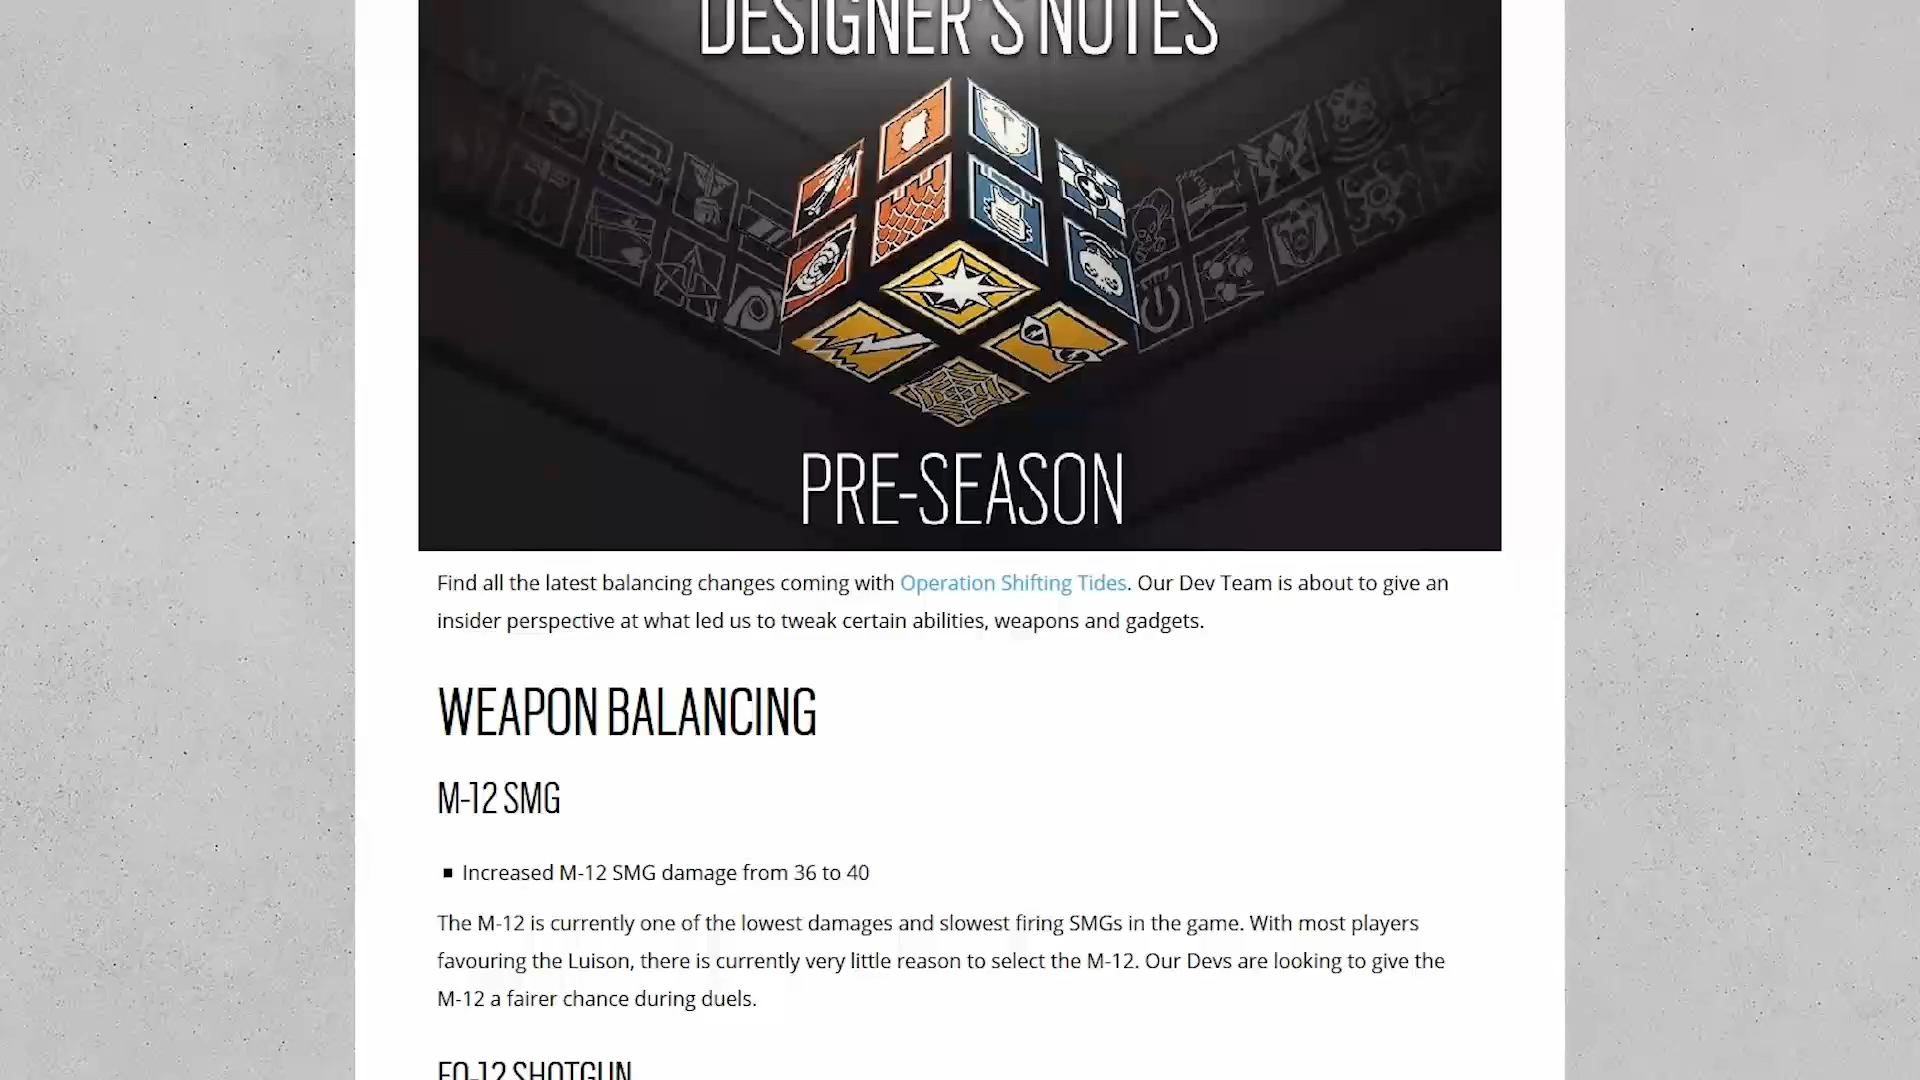 DESIGNER'S NOTES
PRE-SEASON
Find all the latest balancing changes coming with Operation Shifting Tides. Our Dev Team is about to give an
insider perspective at what led us to tweak certain abilities, weapons and gadgets.
WEAPON BALANCING
M-12 SMG
▪ Increased M-12 SMG damage from 36 to 40
The M-12 is currently one of the lowest damages and slowest firing SMGs in the game. With most players
favouring the Luison, there is currently very little reason to select the M-12. Our Devs are looking to give the
M-12 a fairer chance during duels.
FO-12 SHOTGUN